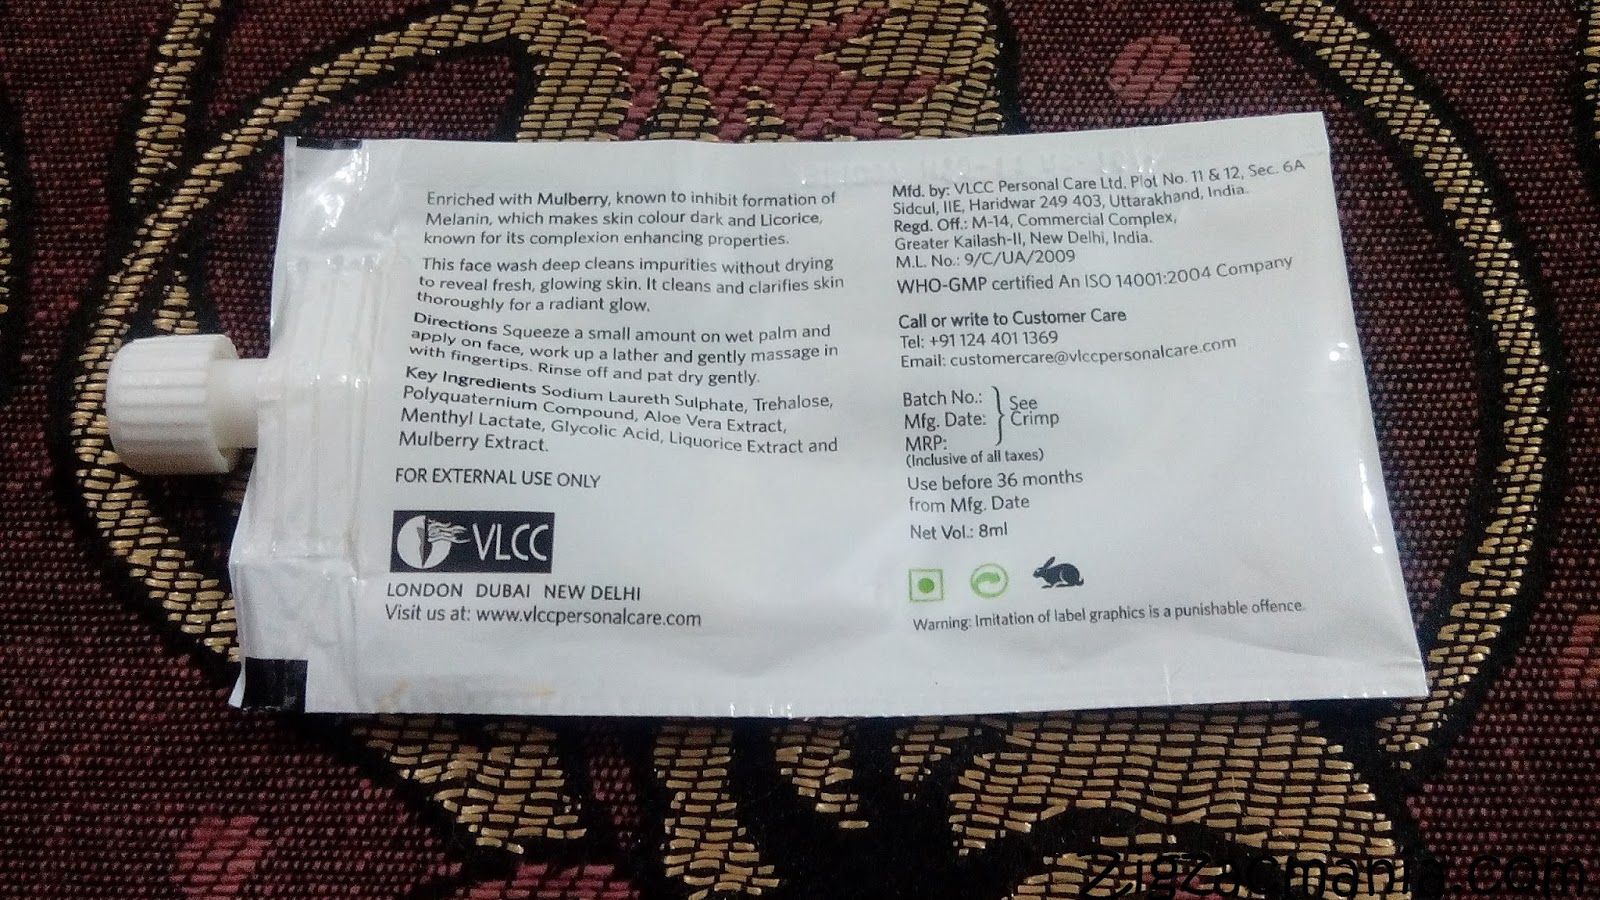 Enriched with Mulberry, known to inhibit formation of
Melanin, which makes skin colour dark and Licorice,
known for its complexion enhancing properties.
This face wash deep cleans impurities without drying
to reveal fresh, glowing skin. It cleans and clarifies skin
thoroughly for a radiant glow.
Directions Squeeze a small amount on wet palm and
apply on face, work up a lather and gently massage in
with fingertips. Rinse off and pat dry gently.
Key Ingredients Sodium Laureth Sulphate, Trehalose,
Polyquaternium Compound, Aloe Vera Extract,
Menthyl Lactate, Glycolic Acid, Liquorice Extract and
Mulberry Extract.
FOR EXTERNAL USE ONLY
VLCC
LONDON DUBAI NEW DELHI
Visit us at: www.vlccpersonalcare.com
Mfd. by: VLCC Personal Care Ltd. Plot No. 11 & 12, Sec. 6A
Sidcul, IIE, Haridwar 249 403, Uttarakhand, India.
Regd. Off.: M-14, Commercial Complex,
Greater Kailash-II, New Delhi, India.
M.L. No.: 9/C/UA/2009
WHO-GMP certified An ISO 14001:2004 Company
Call or write to Customer Care
Tel: +91 124 401 1369
Email: customercare@vlccpersonalcare.com
Batch No.:
Mfg. Date:
MRP:
See
Crimp
(Inclusive of all taxes)
Use before 36 months
from Mfg. Date
Net Vol.: 8ml
Warning: Imitation of label graphics is a punishable offence.
zigzacmania.com